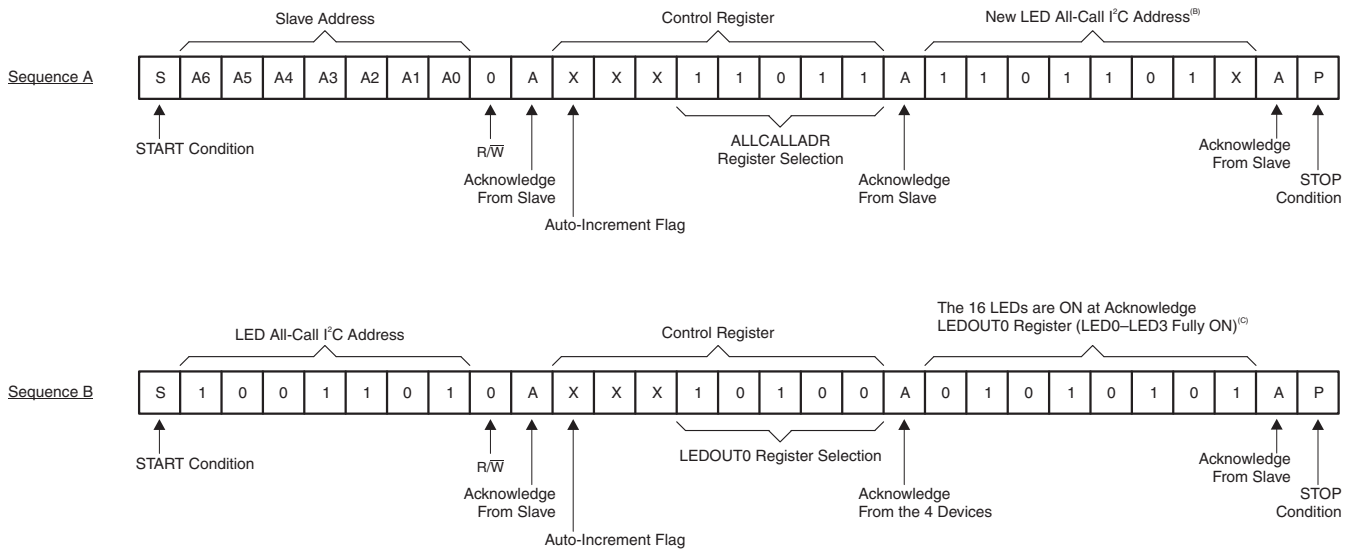 Slave Address
Control Register
New LED All-Call I²C Address(B)
Sequence A
S A6 A5 A4 A3 A2 A1 A0 0 A X X X 1 1 0 1 1 A 1 1 0 1 1 0 1 X A P
START Condition
R/W̅
Acknowledge
From Slave
Auto-Increment Flag
ALLCALLADR
Register Selection
Acknowledge
From Slave
Acknowledge
From Slave
STOP
Condition
LED All-Call I²C Address
Control Register
The 16 LEDs are ON at Acknowledge
LEDOUT0 Register (LED0–LED3 Fully ON)(C)
Sequence B
S 1 0 0 1 1 0 1 0 A X X X 1 0 1 0 0 A 0 1 0 1 0 1 0 1 A P
START Condition
R/W̅
Acknowledge
From Slave
Auto-Increment Flag
LEDOUT0 Register Selection
Acknowledge
From the 4 Devices
Acknowledge
From Slave
STOP
Condition